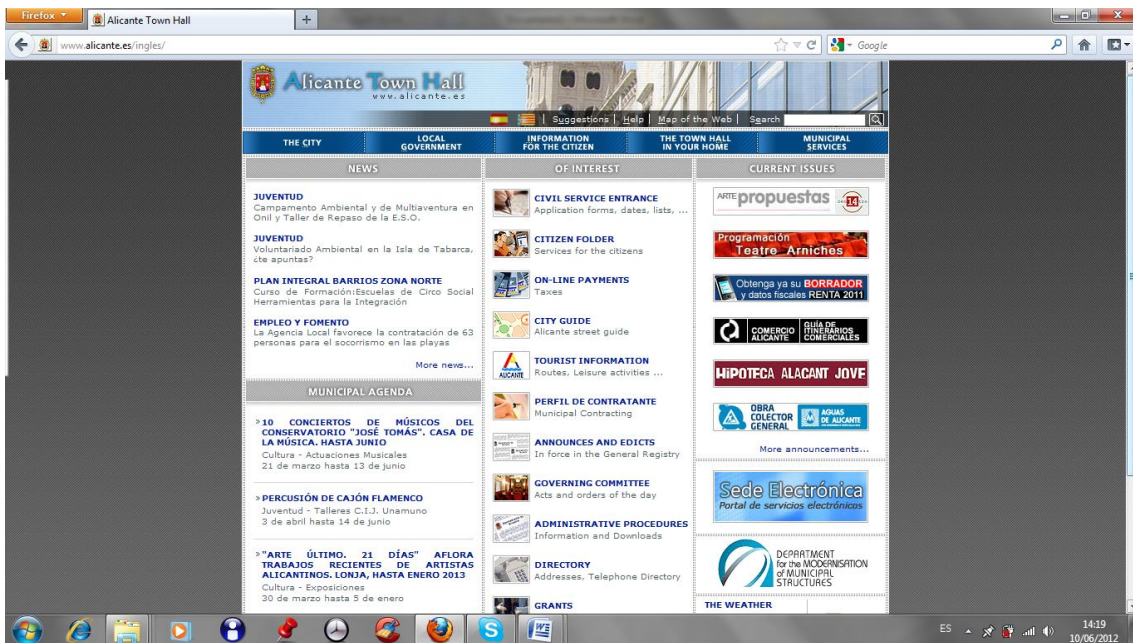 Firefox
Alicante Town Hall
www.alicante.es/ingles/
Google
Alicante Town Hall
www.alicante.es
Suggestions | Help | Map of the Web | Search
THE CITY
LOCAL GOVERNMENT
INFORMATION FOR THE CITIZEN
THE TOWN HALL IN YOUR HOME
MUNICIPAL SERVICES
NEWS
JUVENTUD
Campamento Ambiental y de Multiaventura en
Onil y Taller de Repaso de la E.S.O.
JUVENTUD
Voluntariado Ambiental en la Isla de Tabarca,
¿te apuntas?
PLAN INTEGRAL BARRIOS ZONA NORTE
Curso de Formación:Escuelas de Circo Social
Herramientas para la Integración
EMPLEO Y FOMENTO
La Agencia Local favorece la contratación de 63
personas para el socorrismo en las playas
More news...
MUNICIPAL AGENDA
»10 CONCIERTOS DE MÚSICOS DEL
CONSERVATORIO "JOSÉ TOMÁS". CASA DE
LA MÚSICA. HASTA JUNIO
Cultura - Actuaciones Musicales
21 de marzo hasta 13 de junio
»PERCUSIÓN DE CAJÓN FLAMENCO
Juventud - Talleres C.I.J. Unamuno
3 de abril hasta 14 de junio
»"ARTE ÚLTIMO. 21 DÍAS" AFLORA
TRABAJOS RECIENTES DE ARTISTAS
ALICANTINOS. LONJA, HASTA ENERO 2013
Cultura - Exposiciones
30 de marzo hasta 5 de enero
OF INTEREST
CIVIL SERVICE ENTRANCE
Application forms, dates, lists, ...
CITIZEN FOLDER
Services for the citizens
ON-LINE PAYMENTS
Taxes
CITY GUIDE
Alicante street guide
ALICANTE
TOURIST INFORMATION
Routes, Leisure activities ...
PERFIL DE CONTRATANTE
Municipal Contracting
ANNOUNCES AND EDICTS
In force in the General Registry
GOVERNING COMMITTEE
Acts and orders of the day
ADMINISTRATIVE PROCEDURES
Information and Downloads
DIRECTORY
Addresses, Telephone Directory
GRANTS
CURRENT ISSUES
ARTE propuestas 14
Programación
Teatre Arniches
Obtenga ya su BORRADOR
y datos fiscales RENTA 2011
COMERCIO ALICANTE
GUÍA DE ITINERARIOS COMERCIALES
HIPOTECA ALACANT JOVE
OBRA COLECTOR GENERAL
AGUAS DE ALICANTE
More announcements...
Sede Electrónica
Portal de servicios electrónicos
DEPARTMENT
for the MODERNISATION
of MUNICIPAL
STRUCTURES
THE WEATHER
ES
14:19
10/06/2012